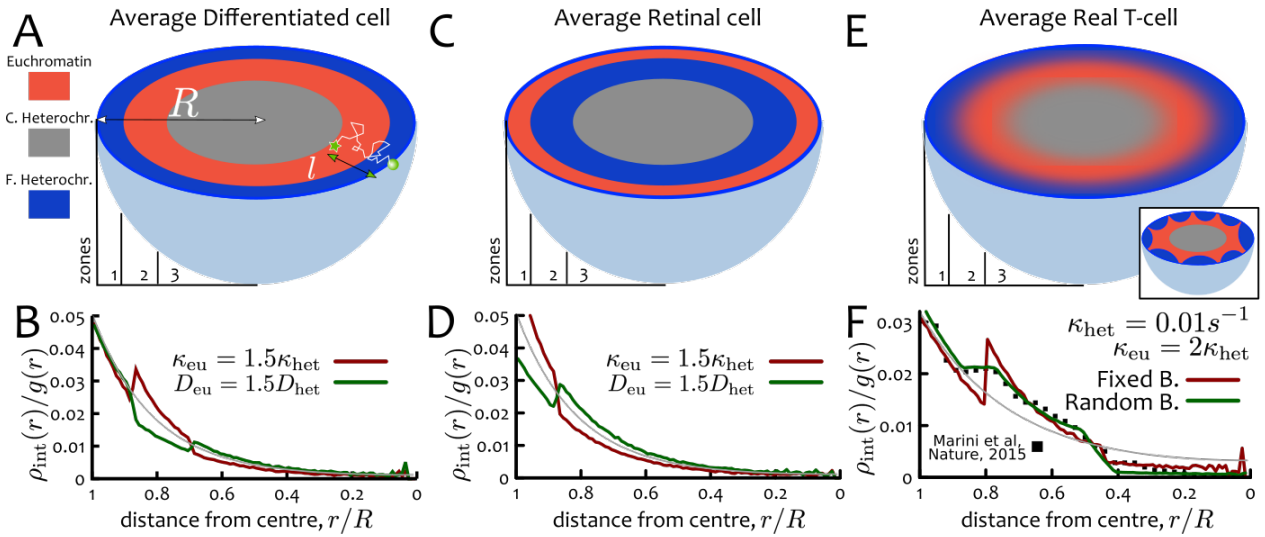 A
Average Differentiated cell
Euchromatin
C. Heterochr.
F. Heterochr.
R
l
zones
1 2 3
C
Average Retinal cell
zones
1 2 3
E
Average Real T-cell
zones
1 2 3
B
ρint(r)/g(r)
0.05
0.04
0.03
0.02
0.01
0
κeu = 1.5κhet
Deu = 1.5Dhet
1 0.8 0.6 0.4 0.2 0
distance from centre, r/R
D
ρint(r)/g(r)
0.05
0.04
0.03
0.02
0.01
0
κeu = 1.5κhet
Deu = 1.5Dhet
1 0.8 0.6 0.4 0.2 0
distance from centre, r/R
F
ρint(r)/g(r)
0.03
0.02
0.01
0
κhet = 0.01s⁻¹
κeu = 2κhet
Fixed B.
Random B.
Marini et al,
Nature, 2015
1 0.8 0.6 0.4 0.2 0
distance from centre, r/R